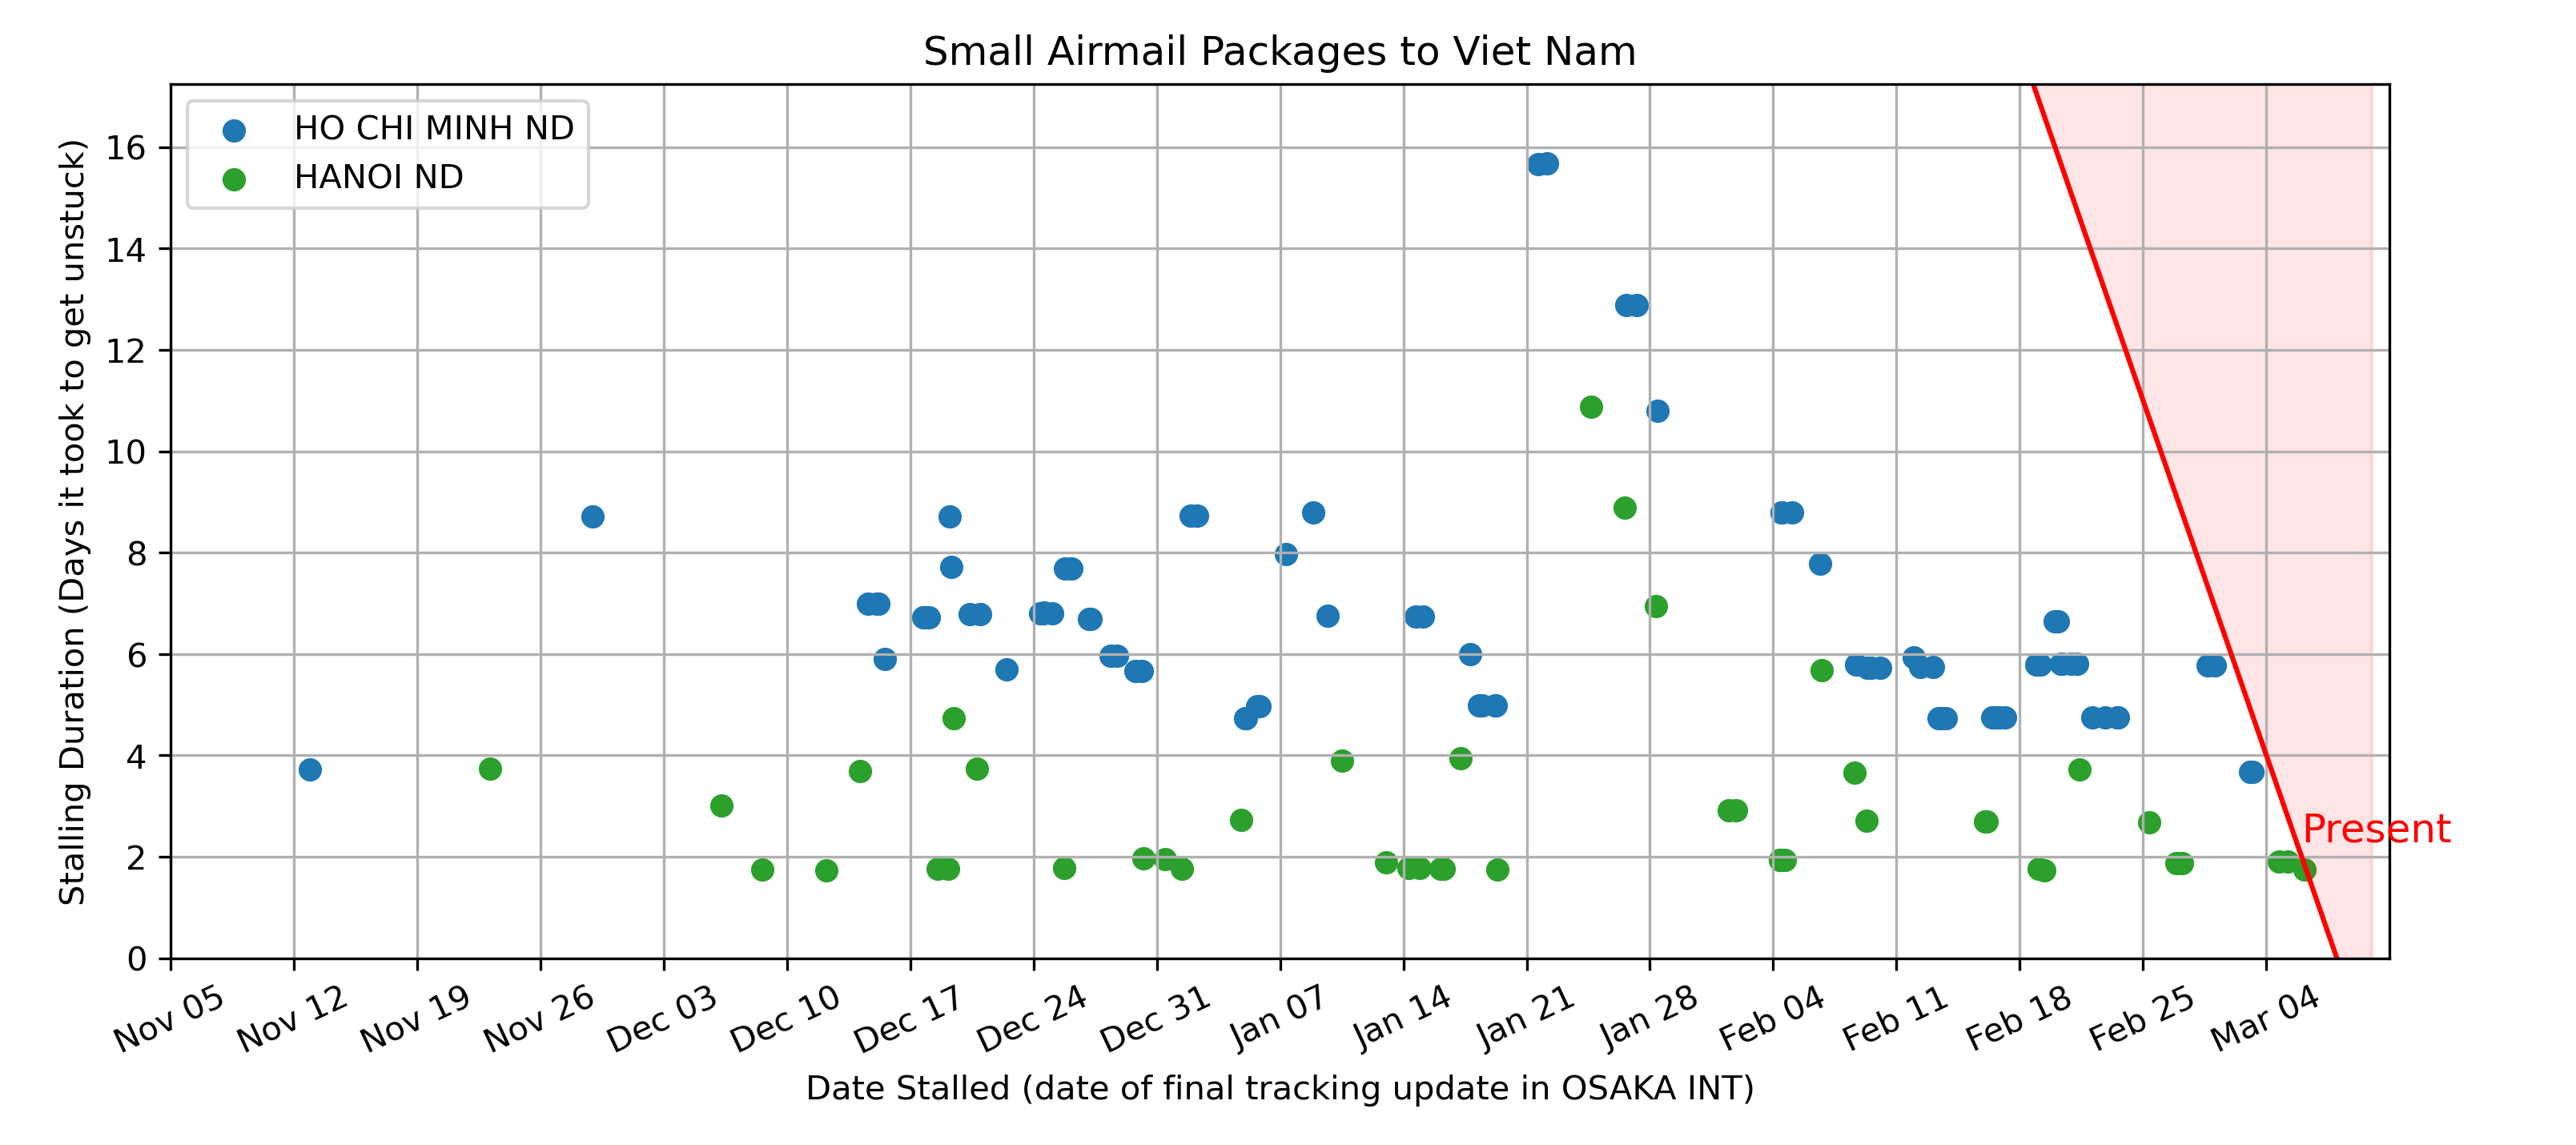 Small Airmail Packages to Viet Nam
HO CHI MINH ND
HANOI ND
Stalling Duration (Days it took to get unstuck)
16
14
12
10
8
6
4
2
0
Present
Nov 05
Nov 12
Nov 19
Nov 26
Dec 03
Dec 10
Dec 17
Dec 24
Dec 31
Jan 07
Jan 14
Jan 21
Jan 28
Feb 04
Feb 11
Feb 18
Feb 25
Mar 04
Date Stalled (date of final tracking update in OSAKA INT)